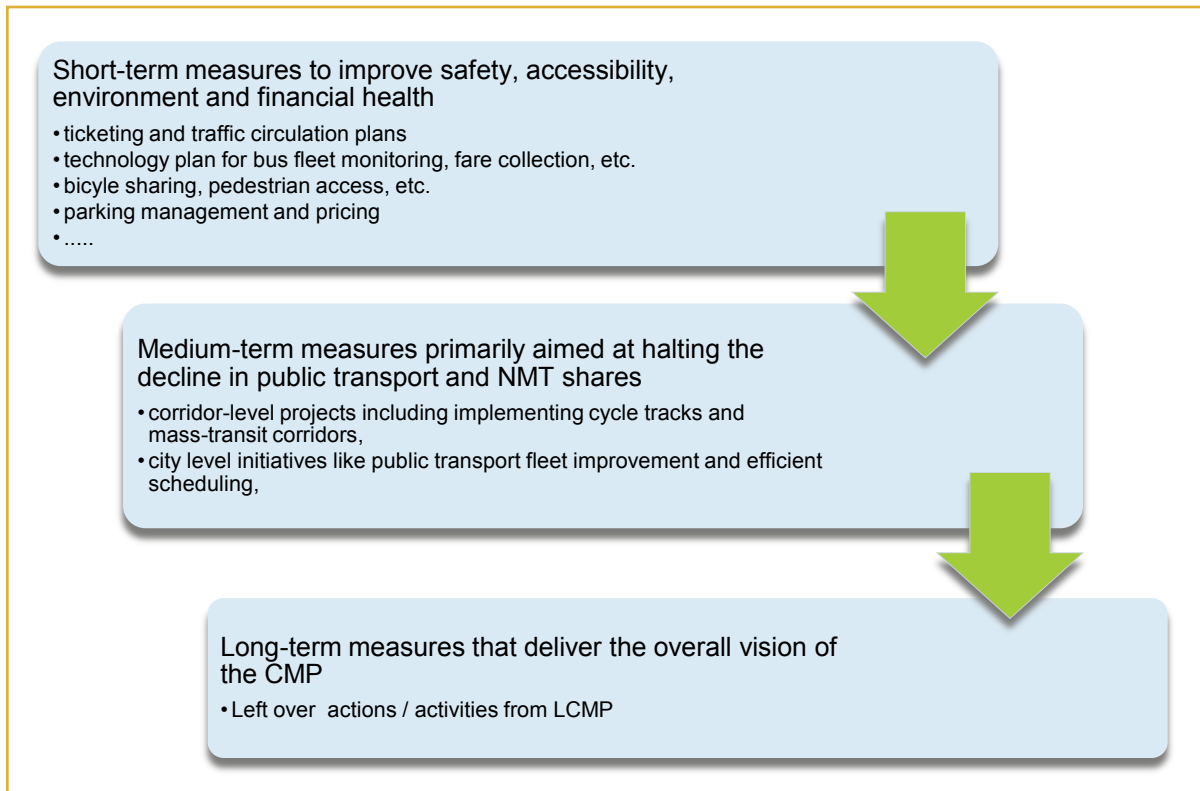 Short-term measures to improve safety, accessibility,
environment and financial health
• ticketing and traffic circulation plans
• technology plan for bus fleet monitoring, fare collection, etc.
• bicyle sharing, pedestrian access, etc.
• parking management and pricing
• .....
Medium-term measures primarily aimed at halting the
decline in public transport and NMT shares
• corridor-level projects including implementing cycle tracks and
mass-transit corridors,
• city level initiatives like public transport fleet improvement and efficient
scheduling,
Long-term measures that deliver the overall vision of
the CMP
• Left over actions / activities from LCMP